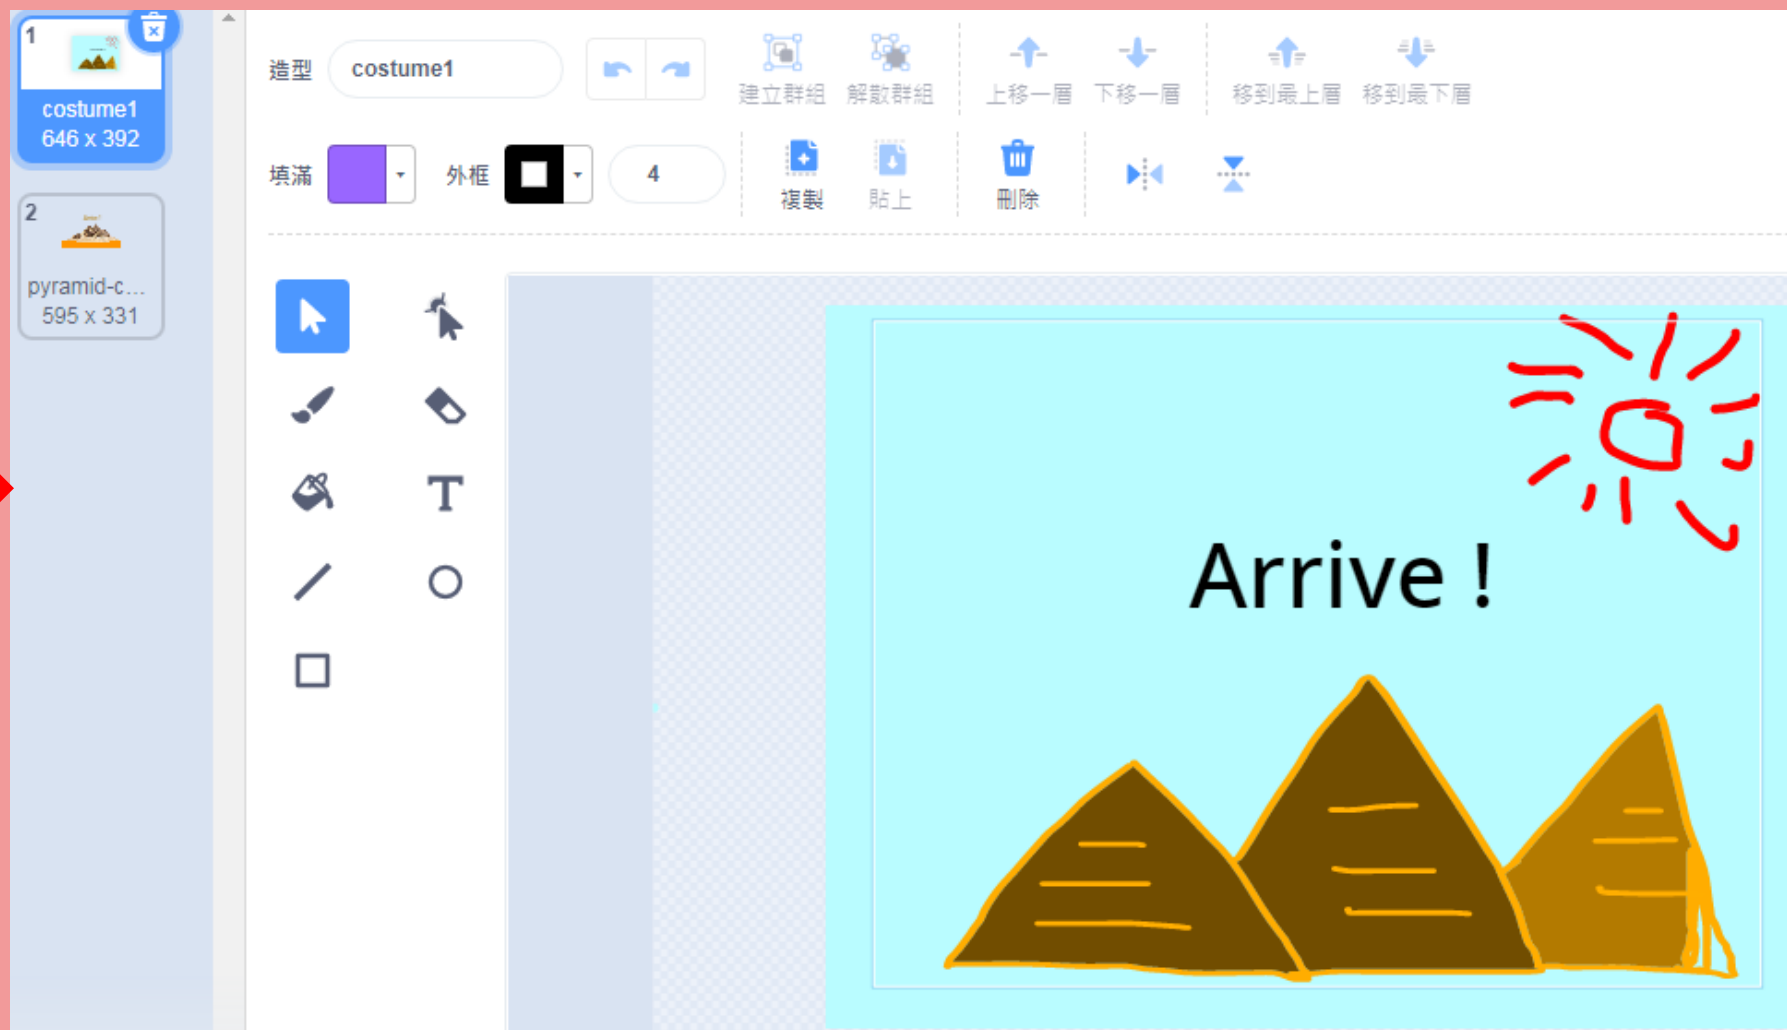 1
costume1
646 x 392
2
pyramid-c...
595 x 331
造型
costume1
建立群組
解散群組
上移一層
下移一層
移到最上層
移到最下層
填滿
外框
4
複製
貼上
刪除
T
Arrive !